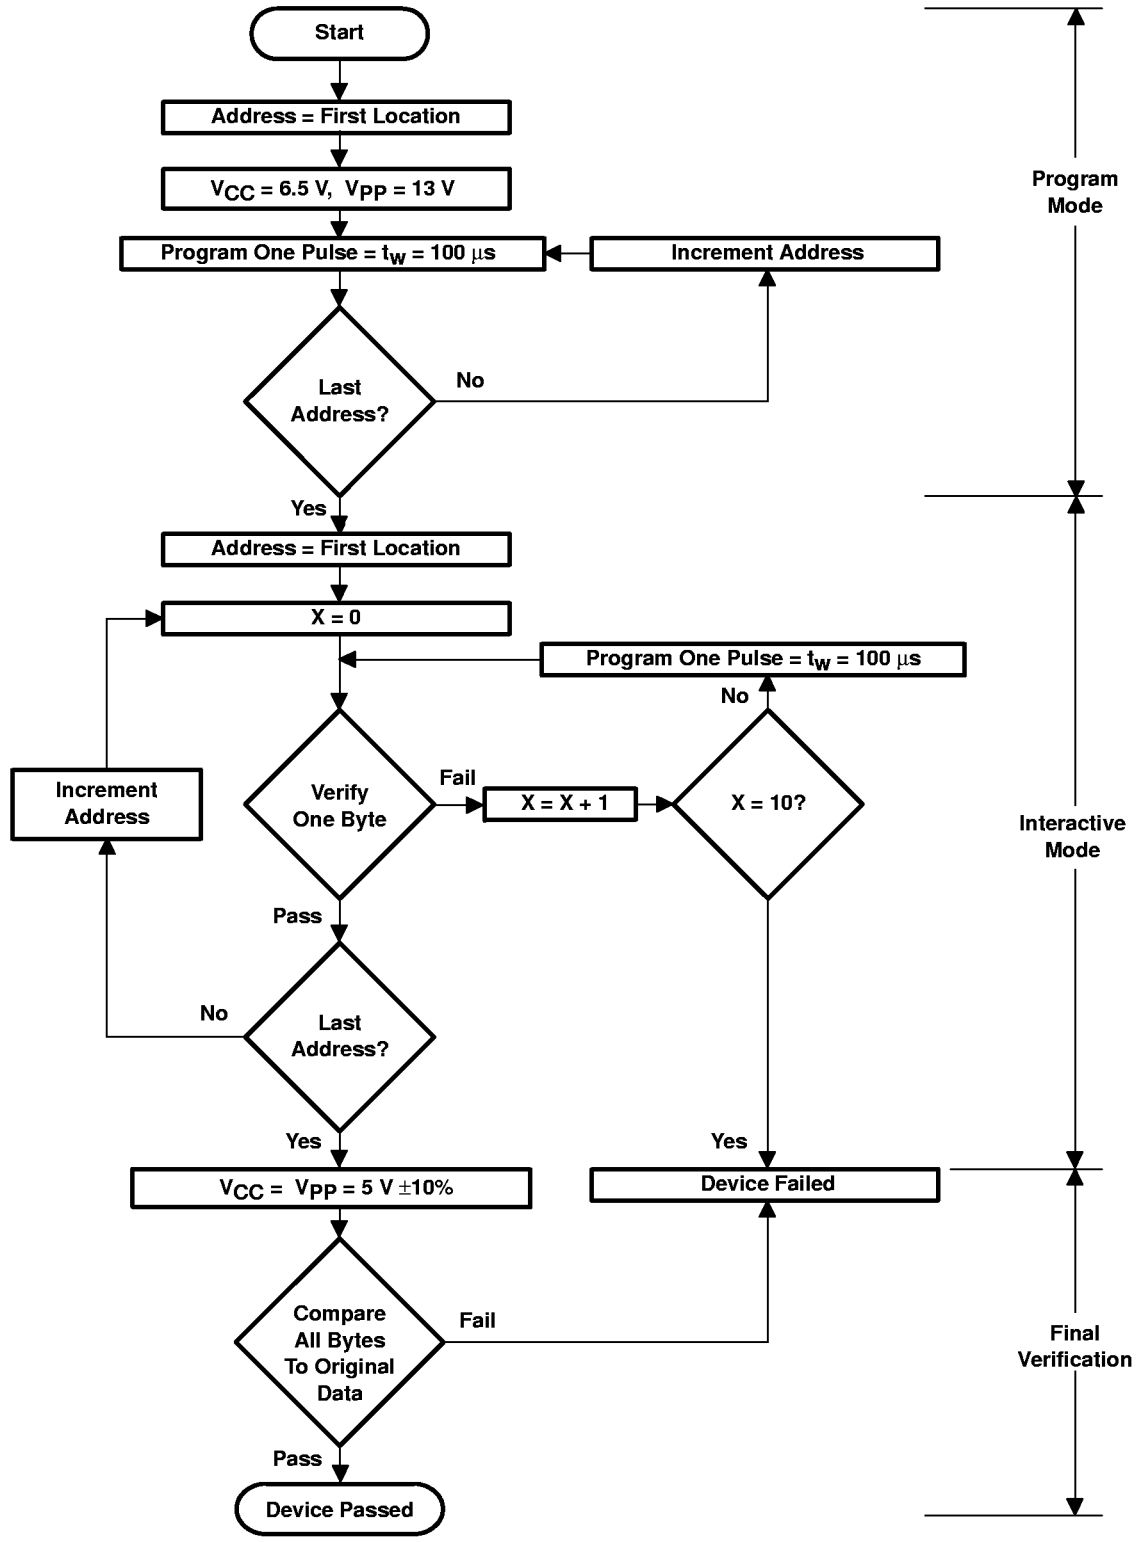 Start
Address = First Location
VCC = 6.5 V, VPP = 13 V
Program
Mode
Program One Pulse = tw = 100 μs
Increment Address
Last
Address?
No
Yes
Address = First Location
X = 0
Program One Pulse = tw = 100 μs
No
Increment
Address
Verify
One Byte
Fail
X = X + 1
X = 10?
Interactive
Mode
Pass
No
Last
Address?
Yes
Yes
VCC = VPP = 5 V ±10%
Device Failed
Compare
All Bytes
To Original
Data
Fail
Final
Verification
Pass
Device Passed